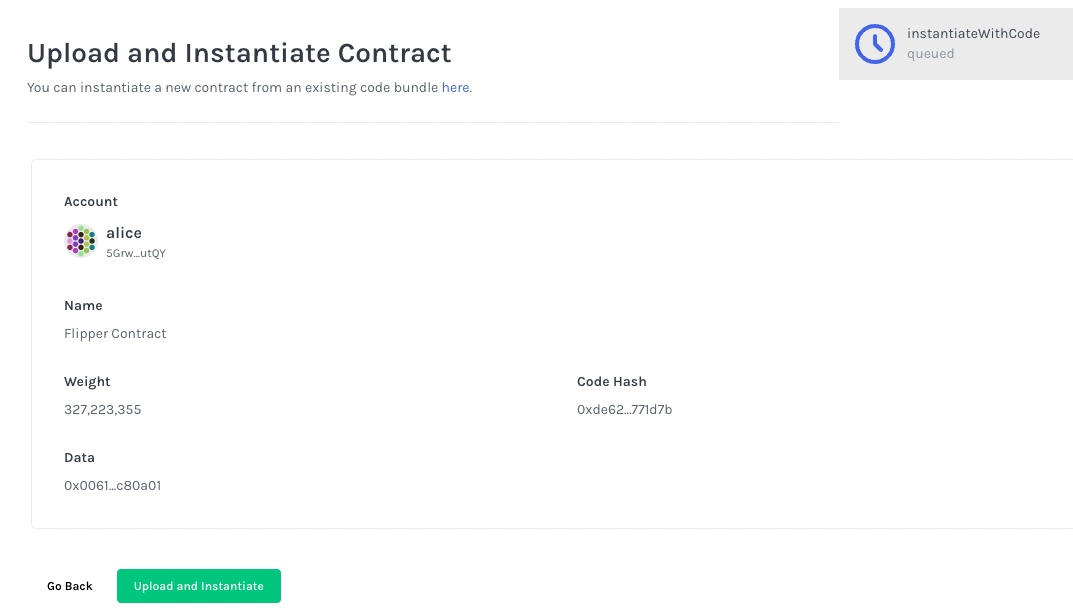 Upload and Instantiate Contract
You can instantiate a new contract from an existing code bundle here.
instantiateWithCode
queued
Account
alice
5Grw...utQY
Name
Flipper Contract
Weight
327,223,355
Code Hash
0xde62...771d7b
Data
0x0061...c80a01
Go Back
Upload and Instantiate